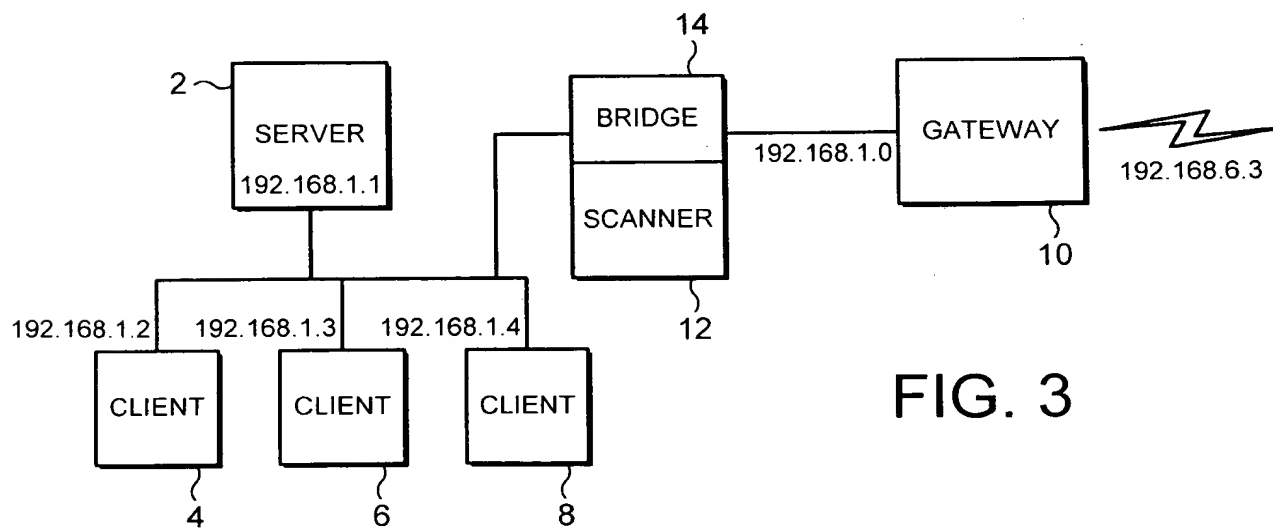 14
2
SERVER
192.168.1.1
BRIDGE
SCANNER
12
192.168.1.0
GATEWAY
10
192.168.6.3
192.168.1.2
192.168.1.3
192.168.1.4
CLIENT
CLIENT
CLIENT
4
6
8
FIG. 3